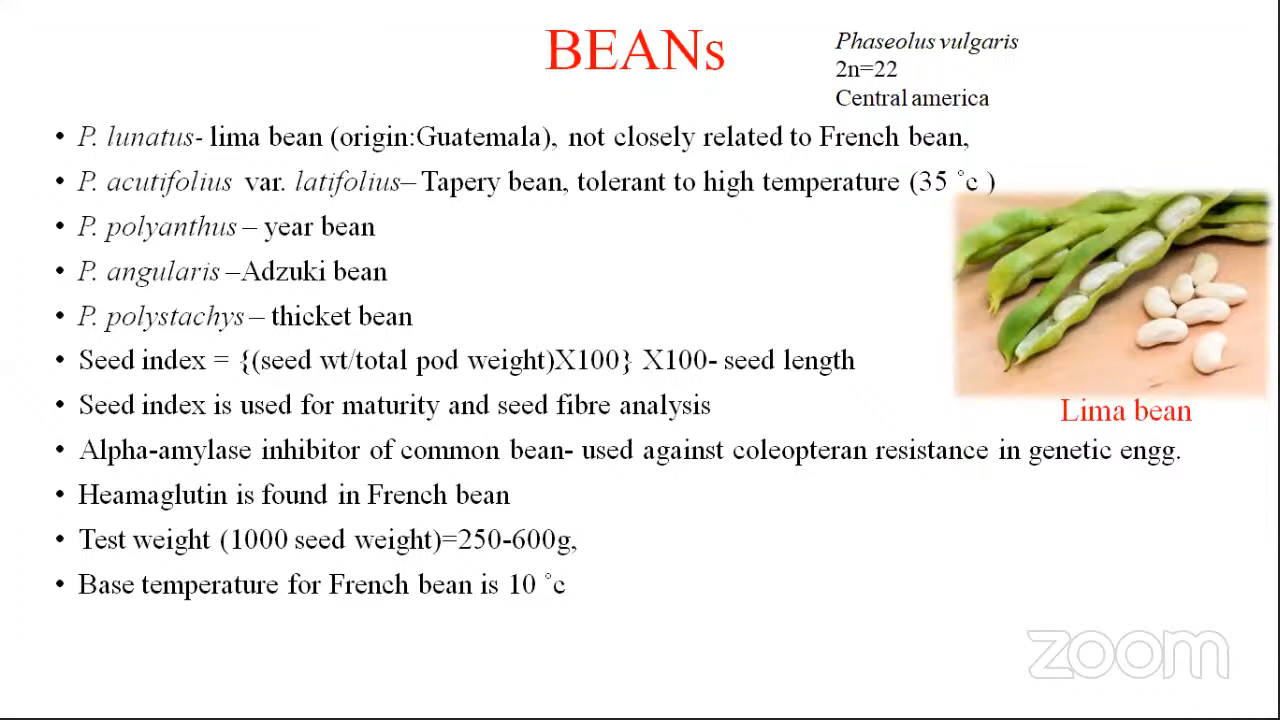 BEANs
Phaseolus vulgaris
2n=22
Central america
• P. lunatus- lima bean (origin:Guatemala), not closely related to French bean,
• P. acutifolius var. latifolius– Tapery bean, tolerant to high temperature (35 ˚c )
• P. polyanthus – year bean
• P. angularis –Adzuki bean
• P. polystachys – thicket bean
• Seed index = {(seed wt/total pod weight)X100} X100- seed length
• Seed index is used for maturity and seed fibre analysis
Lima bean
• Alpha-amylase inhibitor of common bean- used against coleopteran resistance in genetic engg.
• Heamaglutin is found in French bean
• Test weight (1000 seed weight)=250-600g,
• Base temperature for French bean is 10 ˚c
zoom